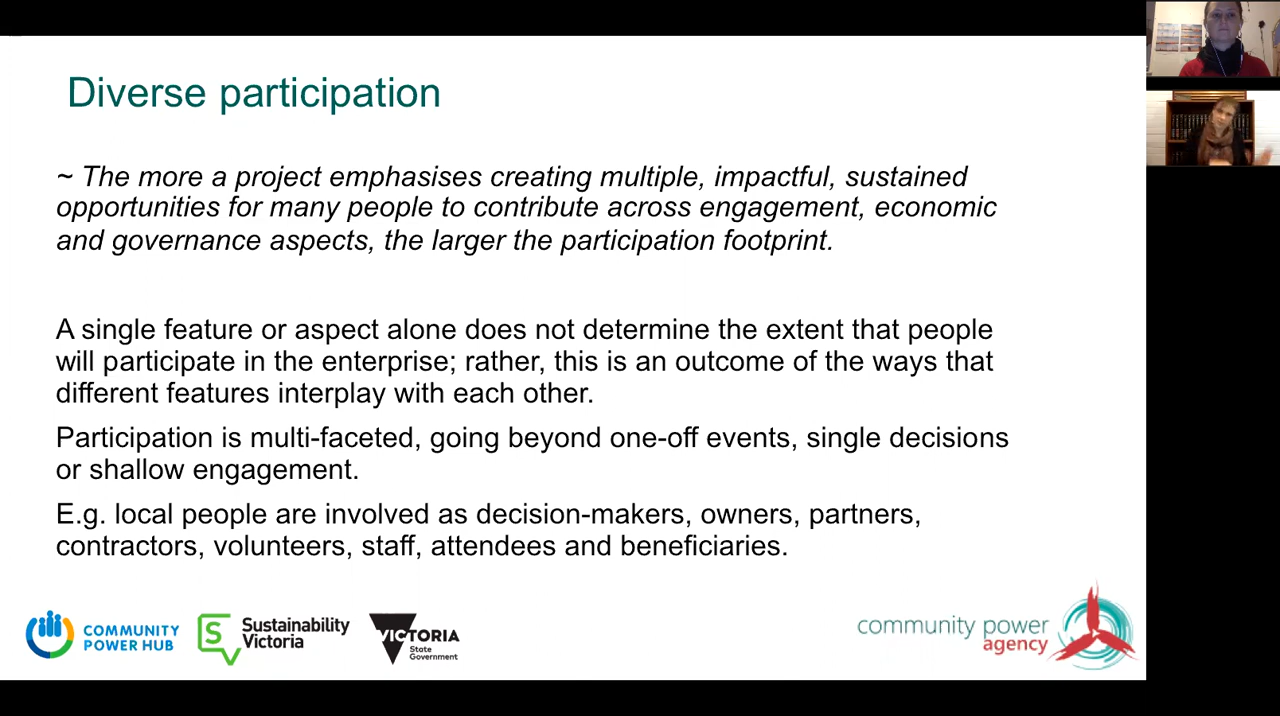 Diverse participation
~ The more a project emphasises creating multiple, impactful, sustained
opportunities for many people to contribute across engagement, economic
and governance aspects, the larger the participation footprint.
A single feature or aspect alone does not determine the extent that people
will participate in the enterprise; rather, this is an outcome of the ways that
different features interplay with each other.
Participation is multi-faceted, going beyond one-off events, single decisions
or shallow engagement.
E.g. local people are involved as decision-makers, owners, partners,
contractors, volunteers, staff, attendees and beneficiaries.
COMMUNITY
POWER HUB
S
Sustainability
Victoria
VICTORIA
State
Government
community power
agency